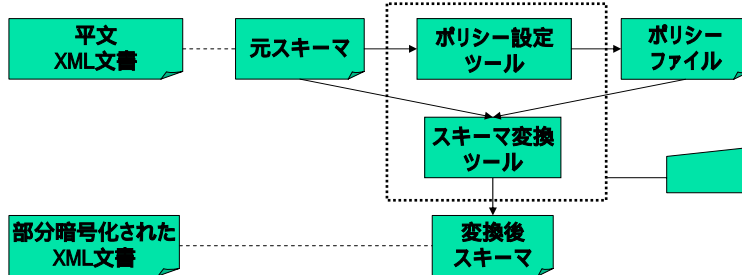 平文
XML文書
元スキーマ
ポリシー設定
ツール
ポリシー
ファイル
スキーマ変換
ツール
部分暗号化された
XML文書
変換後
スキーマ